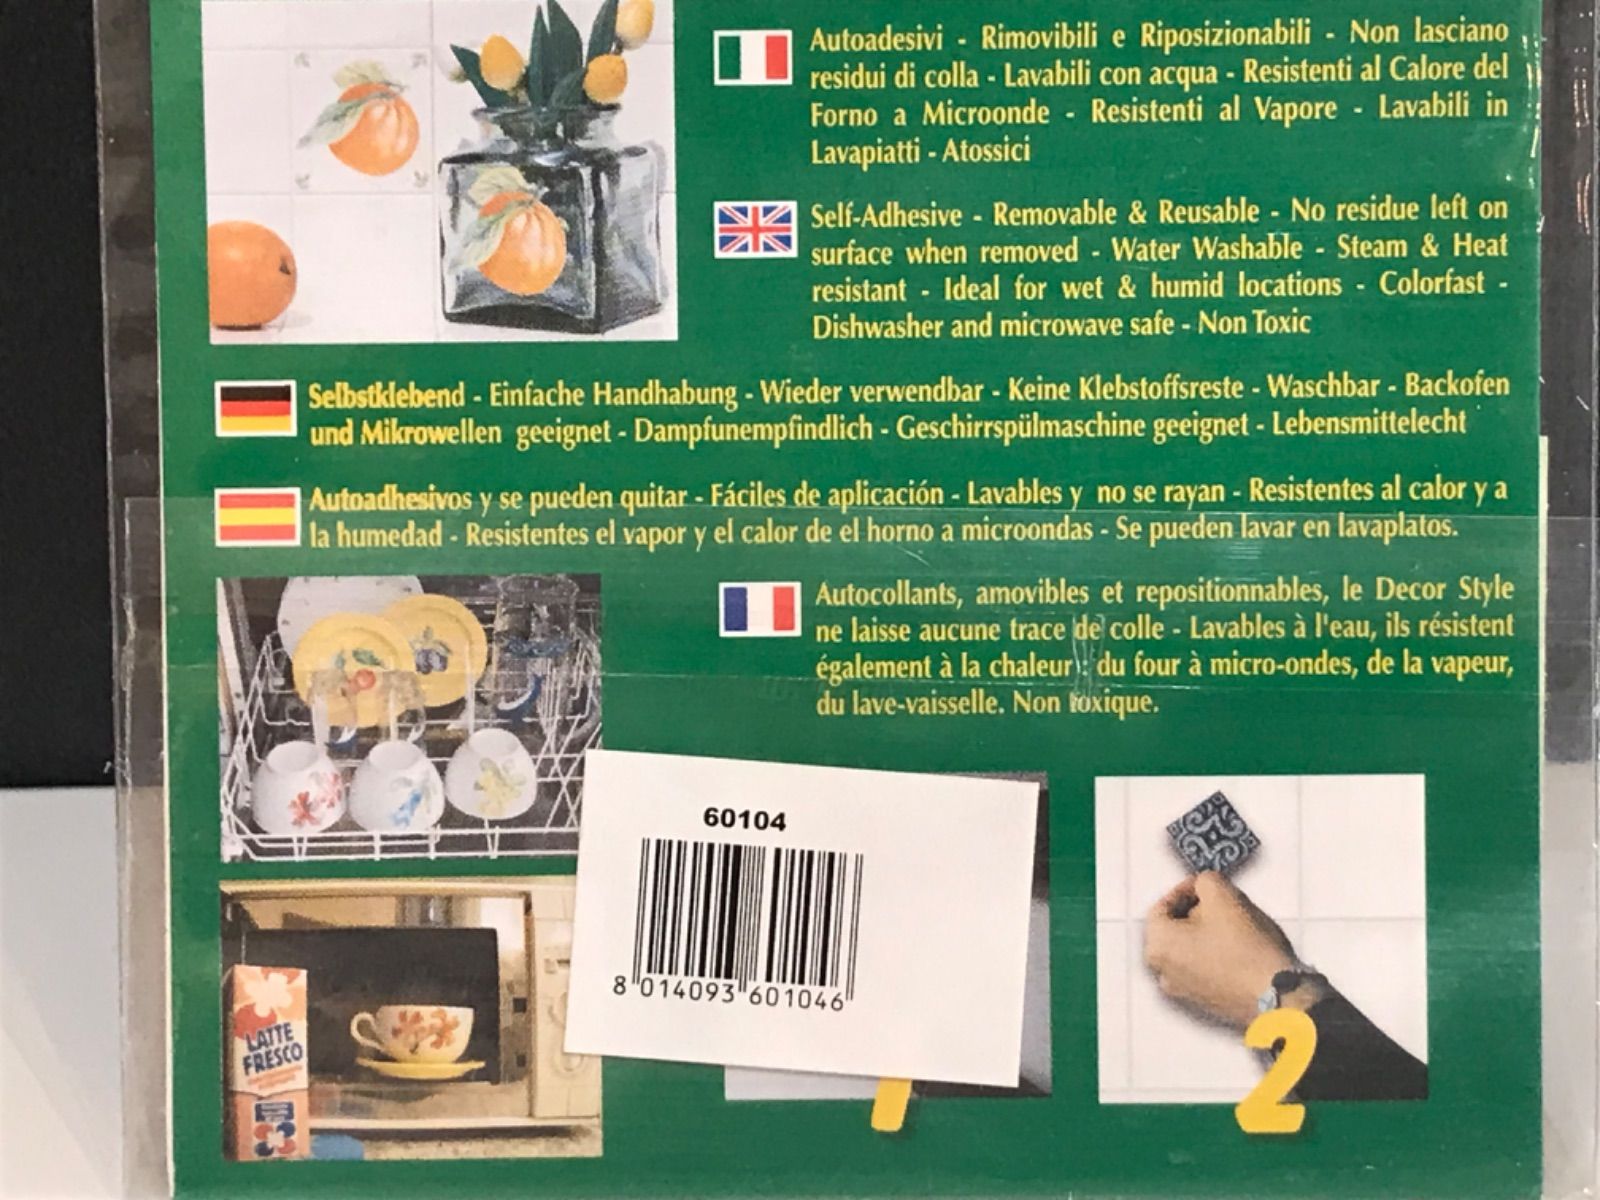 Autoadesivi - Rimovibili e Riposizionabili - Non lasciano
residui di colla - Lavabili con acqua - Resistenti al Calore del
Forno a Microonde - Resistenti al Vapore - Lavabili in
Lavapiatti - Atossici
Self-Adhesive - Removable & Reusable - No residue left on
surface when removed - Water Washable - Steam & Heat
resistant - Ideal for wet & humid locations - Colorfast -
Dishwasher and microwave safe - Non Toxic
Selbstklebend - Einfache Handhabung - Wieder verwendbar - Keine Klebstoffsreste - Waschbar - Backofen
und Mikrowellen geeignet - Dampfunempfindlich - Geschirrspülmaschine geeignet - Lebensmittelecht
Autoadhesivos y se pueden quitar - Fáciles de aplicación - Lavables y no se rayan - Resistentes al calor y a
la humedad - Resistentes el vapor y el calor de el horno a microondas - Se pueden lavar en lavaplatos.
Autocollants, amovibles et repositionnables, le Decor Style
ne laisse aucune trace de colle - Lavables à l'eau, ils résistent
également à la chaleur : du four à micro-ondes, de la vapeur,
du lave-vaisselle. Non toxique.
60104
8 014093 601046
LATTE
FRESCO
2